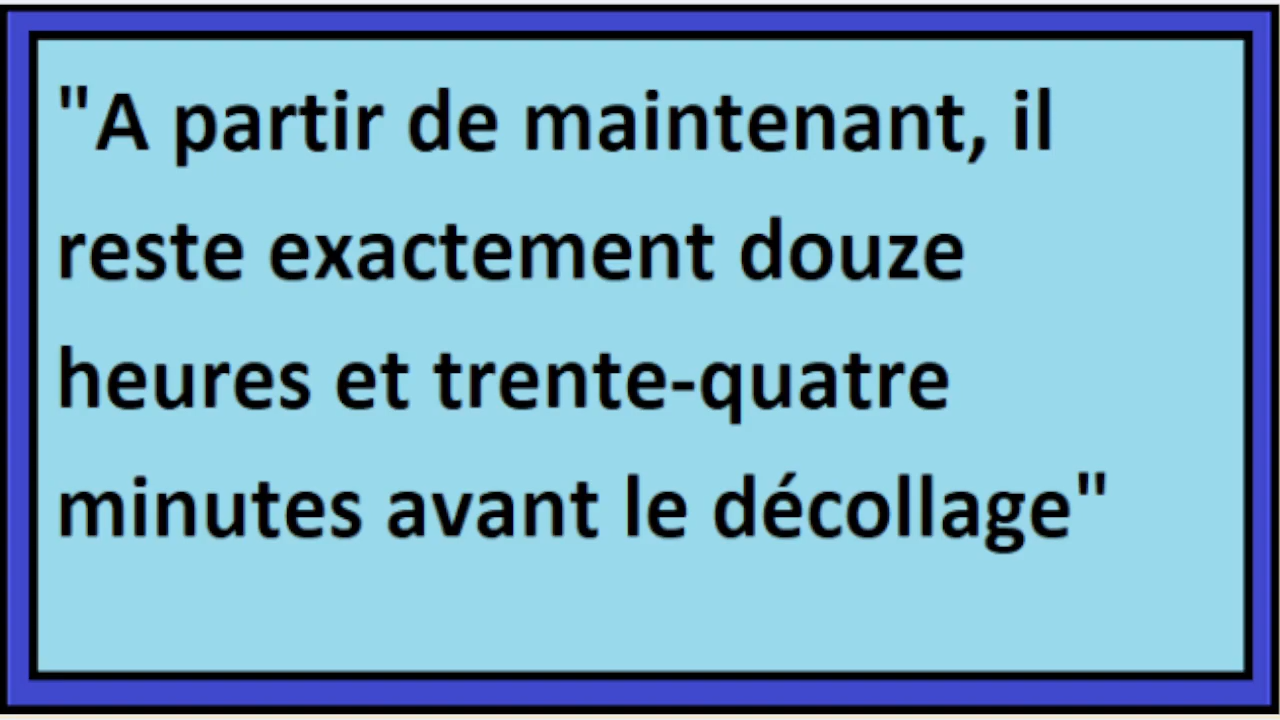 "A partir de maintenant, il
reste exactement douze
heures et trente-quatre
minutes avant le décollage"